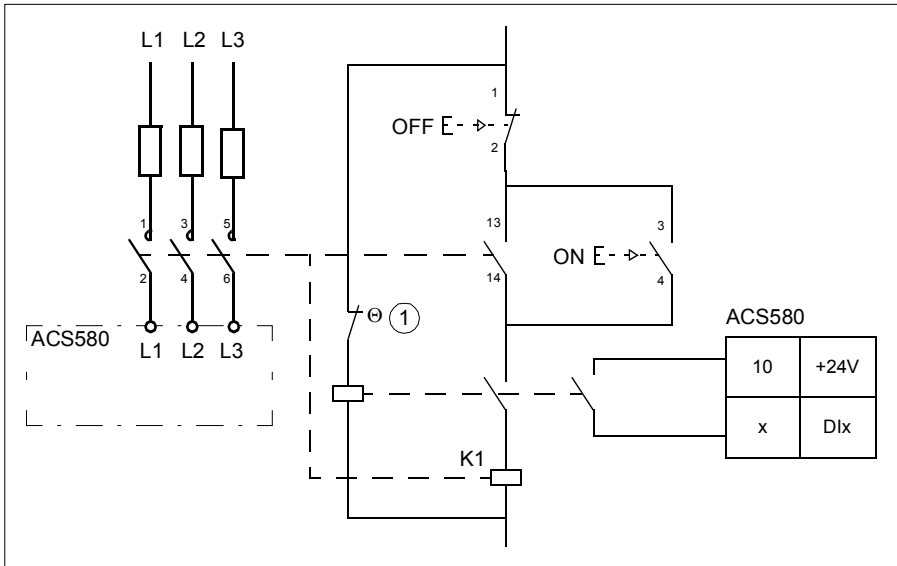 L1 L2 L3
1
OFF
2
1 3 5
13
3
ON
2 4 6
14
4
Θ 1
ACS580
L1 L2 L3
ACS580
10 +24V
x DIx
K1